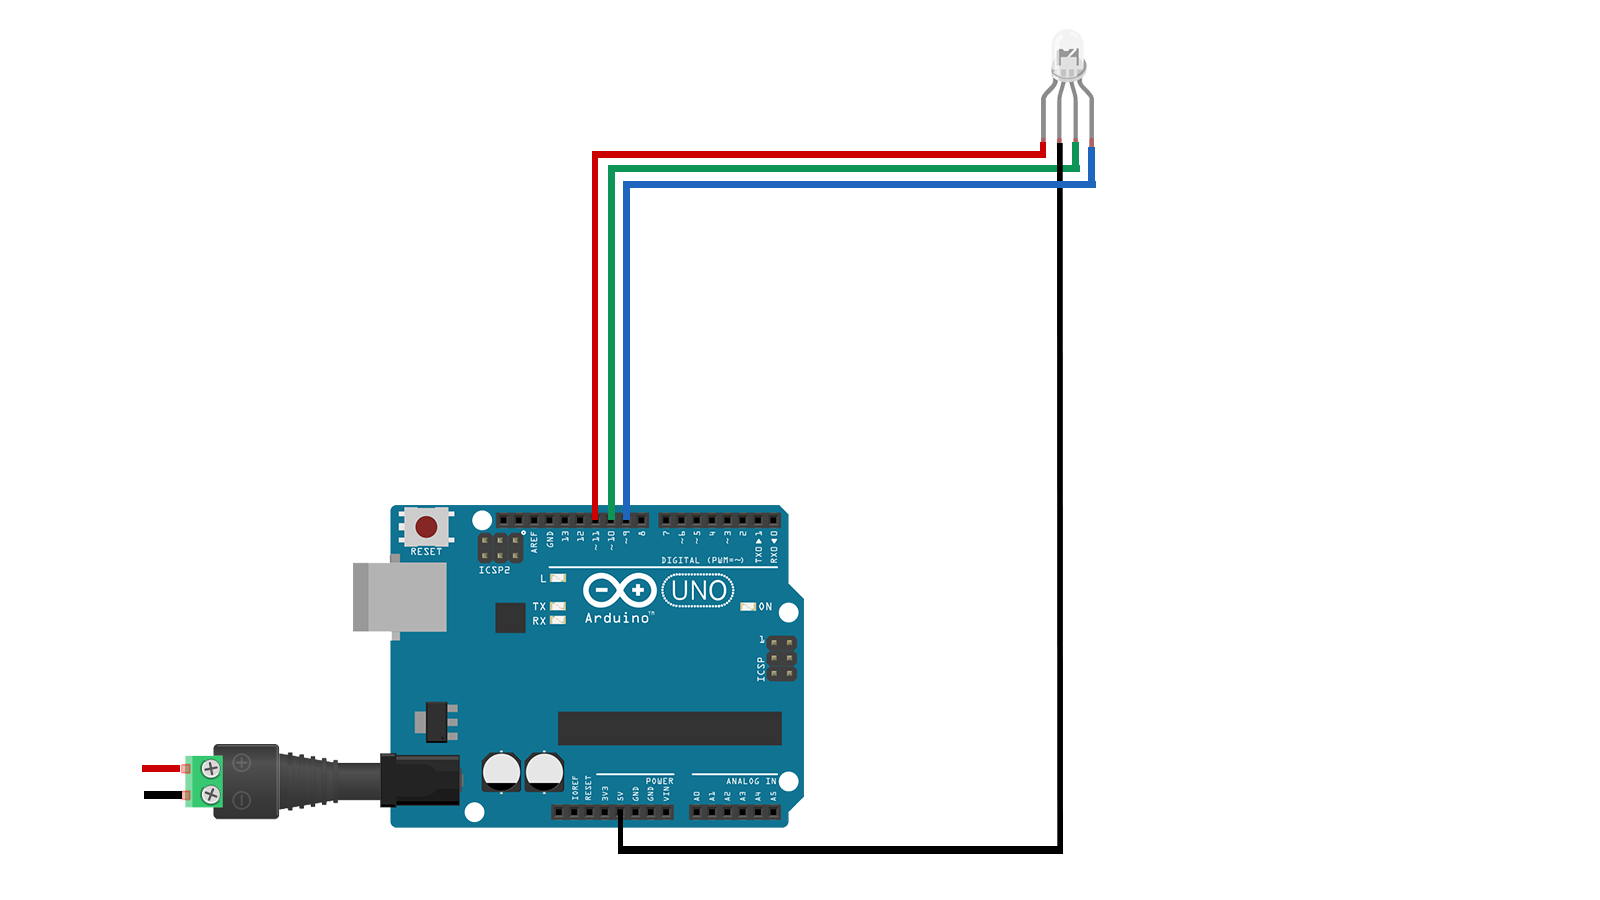 RESET
ICSP2
AREF
GND
13
12
~11
~10
~9
8
7
~6
~5
4
~3
2
TX0▶1
RX0◀0
DIGITAL (PWM=~)
L
TX
RX
Arduino™
UNO
ON
1
ICSP
IOREF
RESET
3V3
5V
GND
GND
VIN
POWER
ANALOG IN
A0
A1
A2
A3
A4
A5